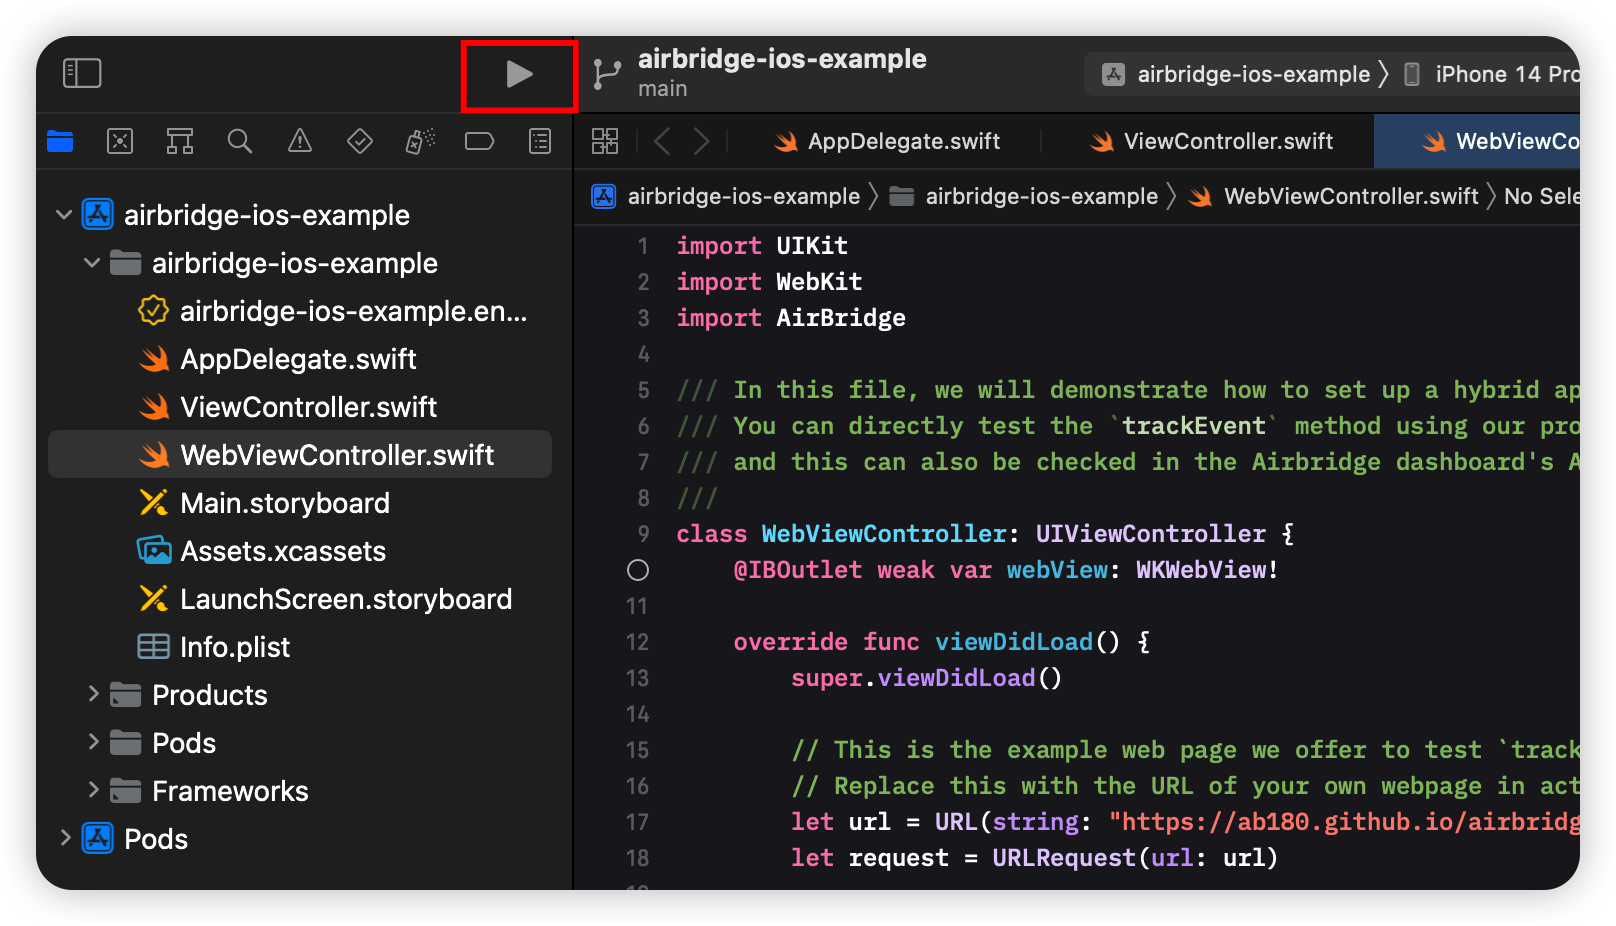 airbridge-ios-example
main
airbridge-ios-example
iPhone 14 Pro
AppDelegate.swift
ViewController.swift
WebViewCo
airbridge-ios-example
airbridge-ios-example
WebViewController.swift
No Sele
airbridge-ios-example
airbridge-ios-example
airbridge-ios-example.en...
AppDelegate.swift
ViewController.swift
WebViewController.swift
Main.storyboard
Assets.xcassets
LaunchScreen.storyboard
Info.plist
Products
Pods
Frameworks
Pods
1 import UIKit
2 import WebKit
3 import AirBridge
4
5 /// In this file, we will demonstrate how to set up a hybrid ap
6 /// You can directly test the `trackEvent` method using our pro
7 /// and this can also be checked in the Airbridge dashboard's A
8 ///
9 class WebViewController: UIViewController {
@IBOutlet weak var webView: WKWebView!
11
12 override func viewDidLoad() {
13 super.viewDidLoad()
14
15 // This is the example web page we offer to test `track
16 // Replace this with the URL of your own webpage in act
17 let url = URL(string: "https://ab180.github.io/airbridg
18 let request = URLRequest(url: url)